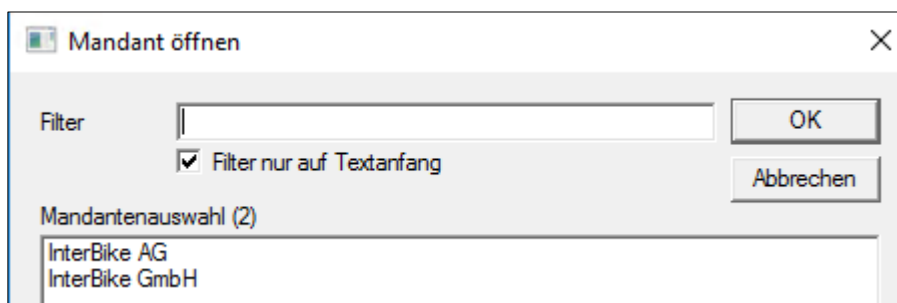 Mandant öffnen
Filter
OK
Filter nur auf Textanfang
Abbrechen
Mandantenauswahl (2)
InterBike AG
InterBike GmbH